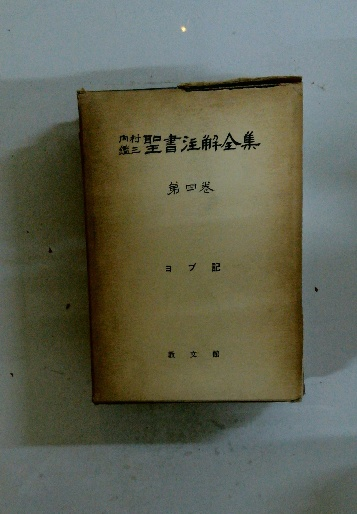 内村鑑三 聖書注解全集
第四巻
ヨブ記
教文館